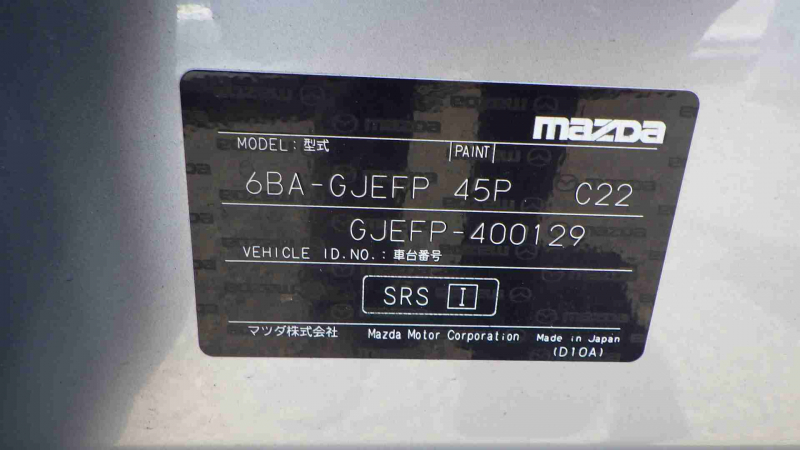 mazda
MODEL：型式 PAINT
6BA-GJEFP 45P C22
GJEFP-400129
VEHICLE ID.NO.：車台番号
SRS I
マツダ株式会社 Mazda Motor Corporation Made in Japan
(D10A)